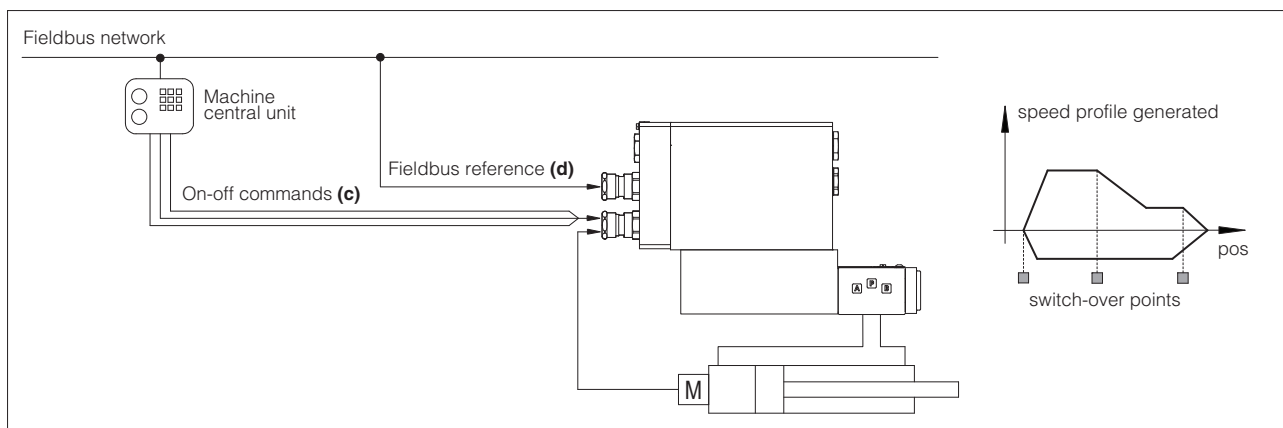 Fieldbus network
Machine
central unit
Fieldbus reference (d)
On-off commands (c)
A P B
M
speed profile generated
pos
switch-over points